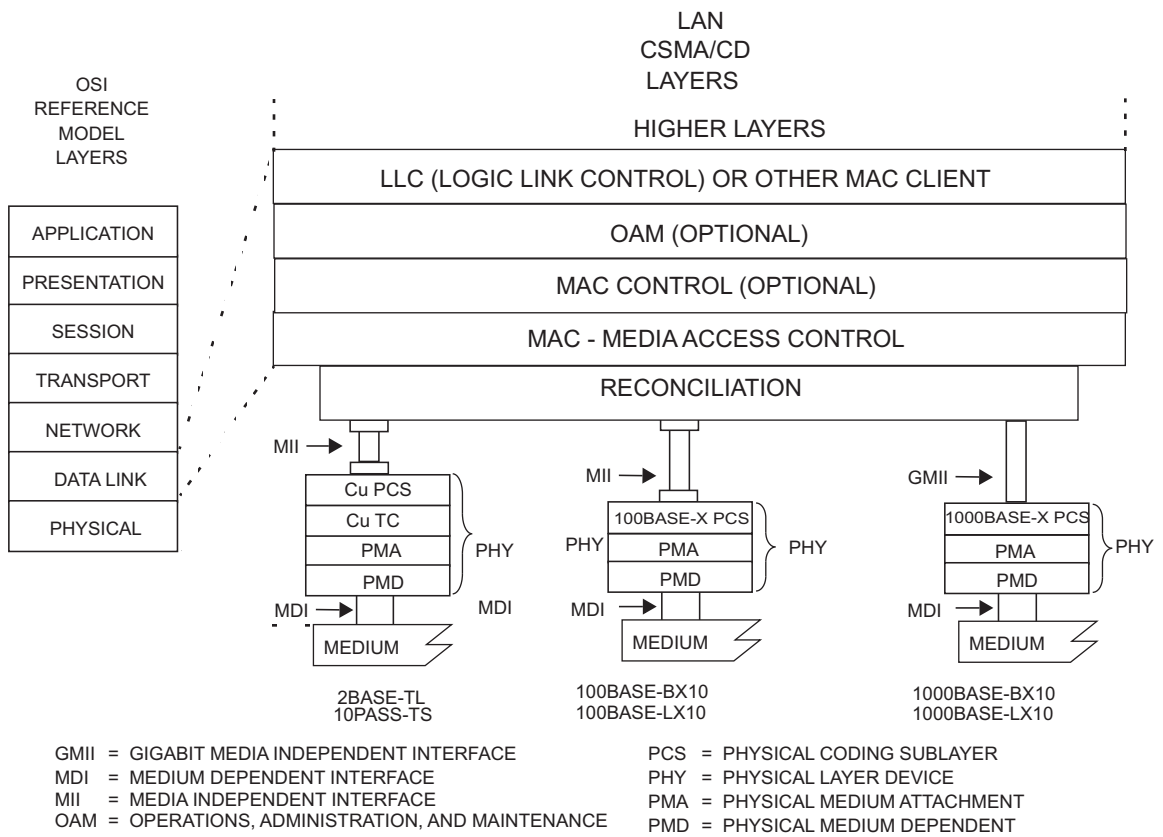 LAN
CSMA/CD
LAYERS
OSI
REFERENCE
MODEL
LAYERS
HIGHER LAYERS
LLC (LOGIC LINK CONTROL) OR OTHER MAC CLIENT
OAM (OPTIONAL)
MAC CONTROL (OPTIONAL)
MAC - MEDIA ACCESS CONTROL
RECONCILIATION
APPLICATION
PRESENTATION
SESSION
TRANSPORT
NETWORK
DATA LINK
PHYSICAL
MII
Cu PCS
Cu TC
PMA
PMD
PHY
MDI
MDI
MEDIUM
2BASE-TL
10PASS-TS
MII
100BASE-X PCS
PMA
PMD
PHY
PHY
MDI
MEDIUM
100BASE-BX10
100BASE-LX10
GMII
1000BASE-X PCS
PMA
PMD
PHY
MDI
MEDIUM
1000BASE-BX10
1000BASE-LX10
GMII = GIGABIT MEDIA INDEPENDENT INTERFACE
MDI = MEDIUM DEPENDENT INTERFACE
MII = MEDIA INDEPENDENT INTERFACE
OAM = OPERATIONS, ADMINISTRATION, AND MAINTENANCE
PCS = PHYSICAL CODING SUBLAYER
PHY = PHYSICAL LAYER DEVICE
PMA = PHYSICAL MEDIUM ATTACHMENT
PMD = PHYSICAL MEDIUM DEPENDENT